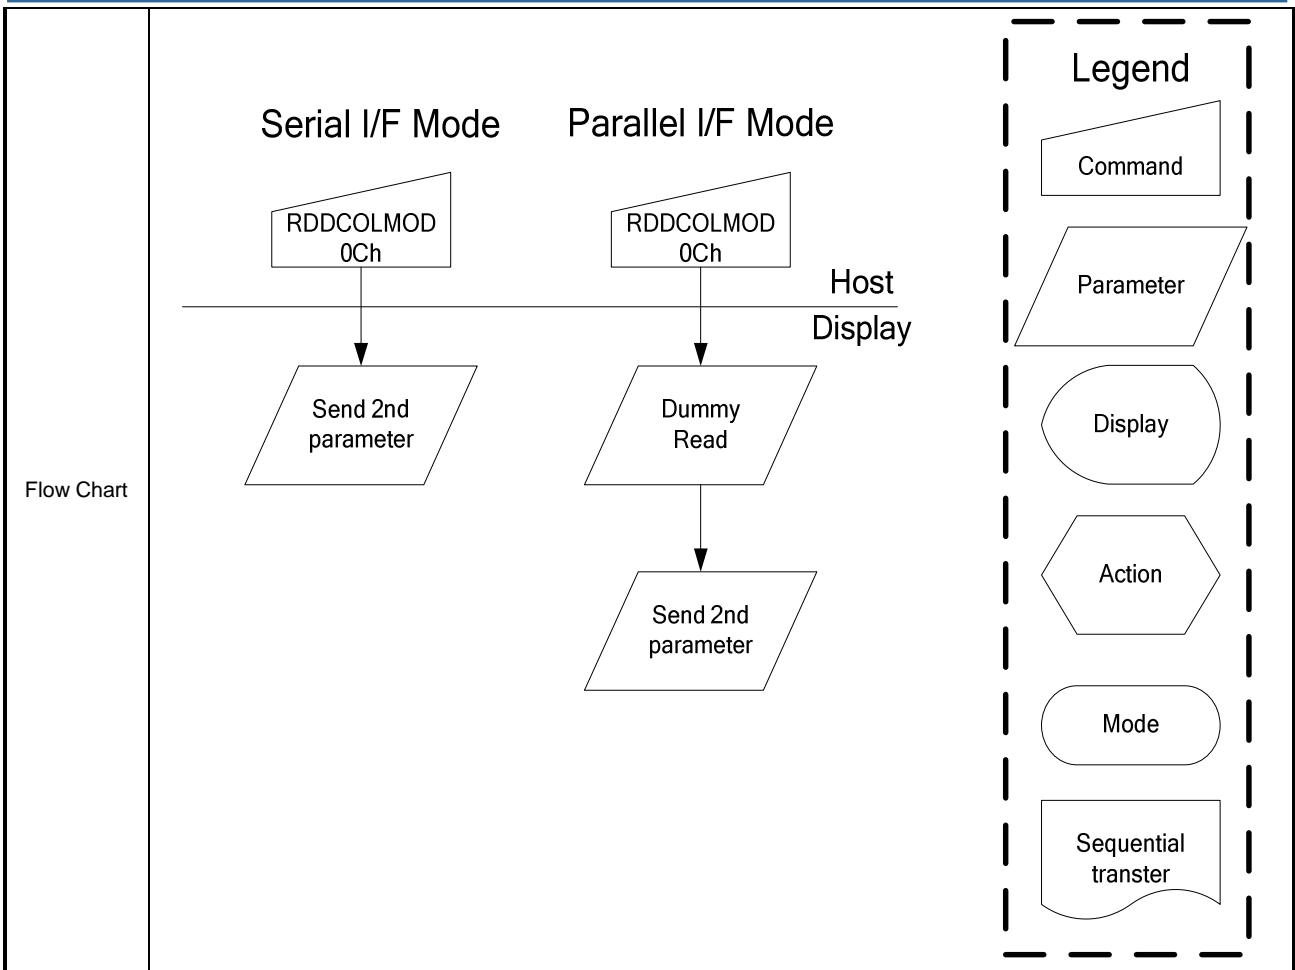 Flow Chart
Serial I/F Mode
Parallel I/F Mode
RDDCOLMOD
0Ch
RDDCOLMOD
0Ch
Host
Display
Send 2nd
parameter
Dummy
Read
Send 2nd
parameter
Legend
Command
Parameter
Display
Action
Mode
Sequential
transter